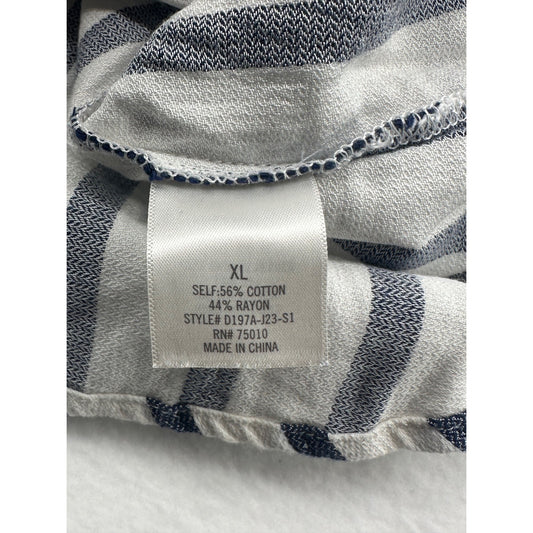 XL
SELF:56% COTTON
44% RAYON
STYLE# D197A-J23-S1
RN# 75010
MADE IN CHINA